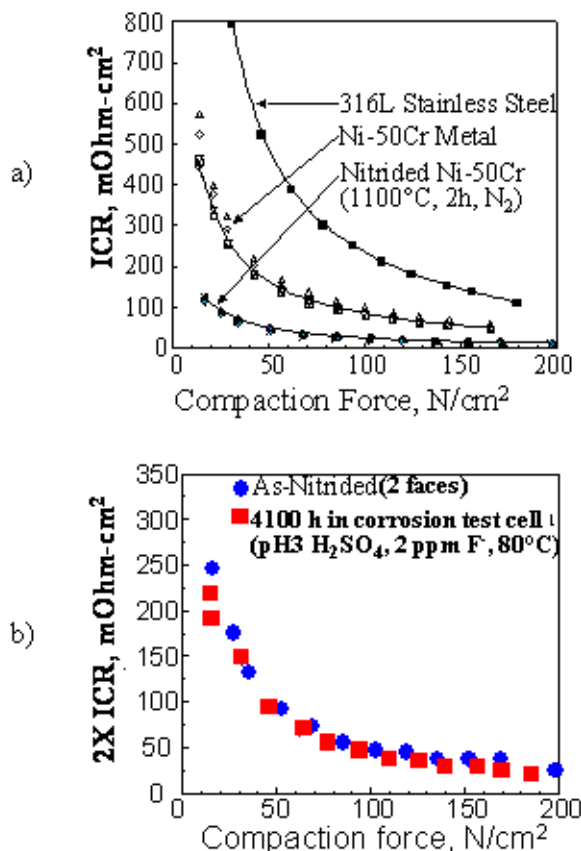 a)
ICR, mOhm-cm²
800
700
600
500
400
300
200
100
0
316L Stainless Steel
Ni-50Cr Metal
Nitrided Ni-50Cr
(1100°C, 2h, N₂)
0 50 100 150 200
Compaction Force, N/cm²
b)
2X ICR, mOhm-cm²
350
300
250
200
150
100
50
0
As-Nitrided(2 faces)
4100 h in corrosion test cell
(pH3 H₂SO₄, 2 ppm F⁻, 80°C)
0 50 100 150 200
Compaction force, N/cm²